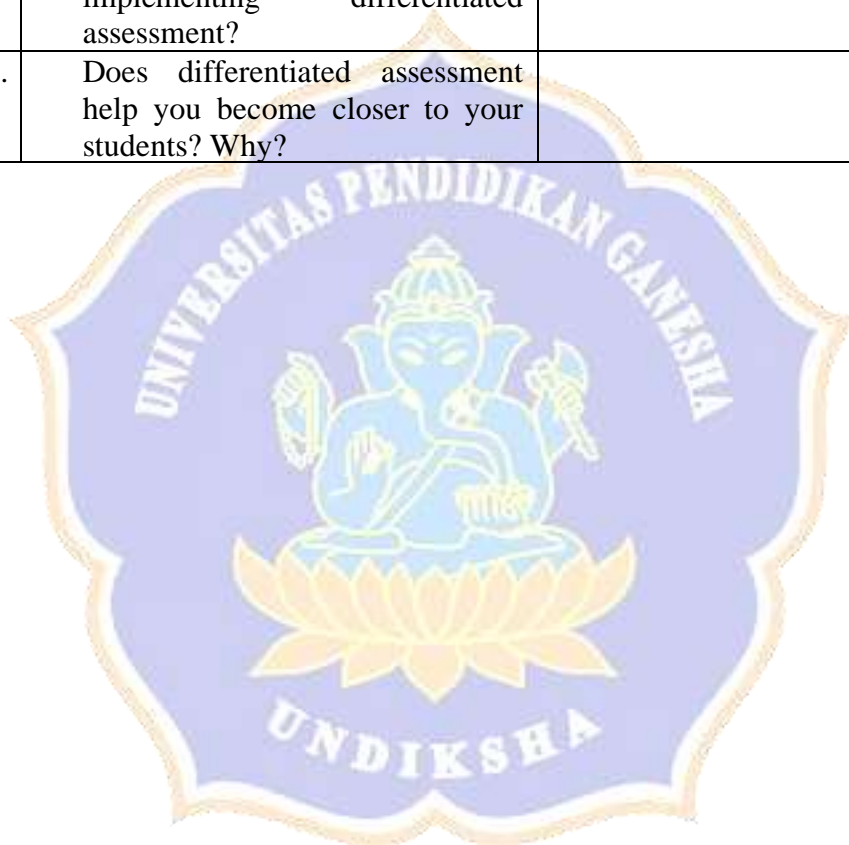 implementing differentiated
assessment?
. Does differentiated assessment
help you become closer to your
students? Why?
UNIVERSITAS PENDIDIKAN GANESHA
UNDIKSHA